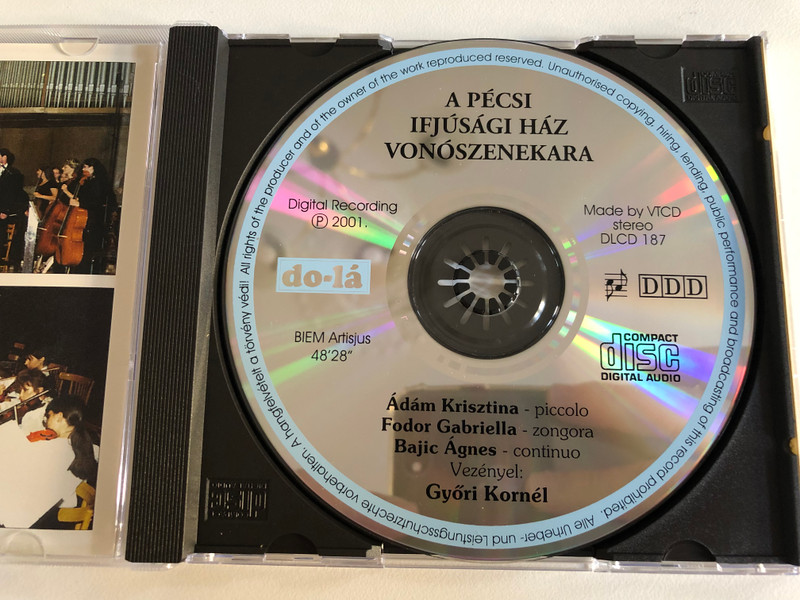 A PÉCSI
IFJÚSÁGI HÁZ
VONÓSZENEKARA
Digital Recording
Ⓟ 2001.
do-lá
BIEM Artisjus
48'28"
Made by VTCD
stereo
DLCD 187
DDD
COMPACT
disc
DIGITAL AUDIO
Ádám Krisztina - piccolo
Fodor Gabriella - zongora
Bajic Ágnes - continuo
Vezényel:
Győri Kornél
All rights of the producer and of the owner of the work reproduced reserved. Unauthorised copying, hiring, lending, public performance and broadcasting of this record prohibited. Alle Urheber- und Leistungsschutzrechte vorbehalten. A hangfelvételt a törvény védi!
disc
disc